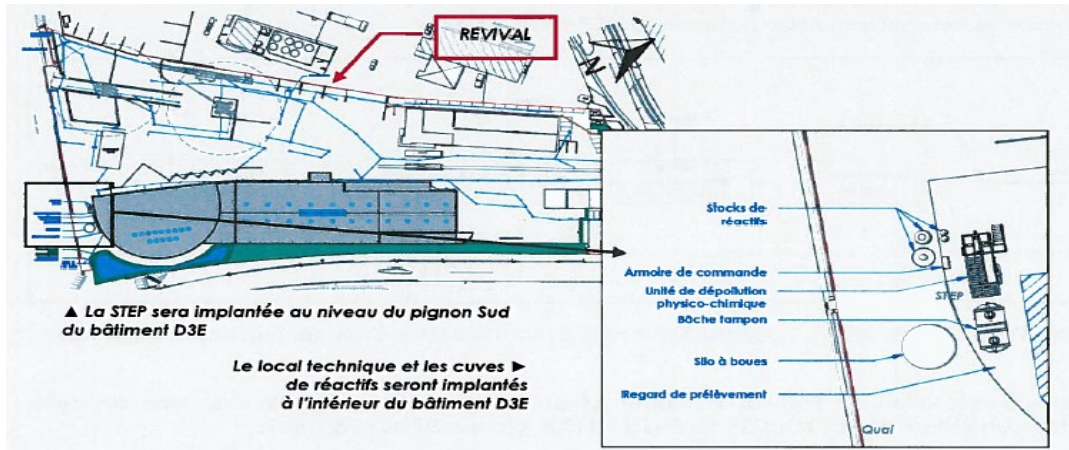 REVIVAL
N
Stocks de
réactifs
Armoire de commande
Unité de dépollution
physico-chimique
STEP
Bâche tampon
Silo à boues
Regard de prélèvement
Quai
▲ La STEP sera implantée au niveau du pignon Sud
du bâtiment D3E
Le local technique et les cuves ►
de réactifs seront implantés
à l'intérieur du bâtiment D3E